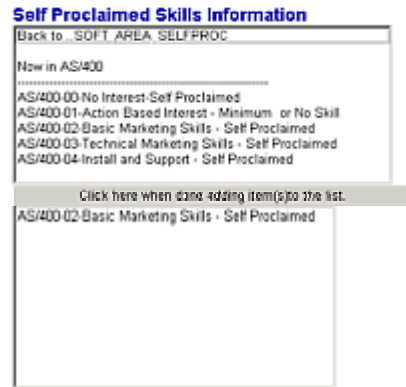 Self Proclaimed Skills Information
Back to ..SOFT_AREA_SELFPROC
Now in AS/400
AS/400-00-No Interest-Self Proclaimed
AS/400-01-Action Based Interest - Minimum or No Skill
AS/400-02-Basic Marketing Skills - Self Proclaimed
AS/400-03-Technical Marketing Skills - Self Proclaimed
AS/400-04-Install and Support - Self Proclaimed
Click here when done adding item(s)to the list.
AS/400-02-Basic Marketing Skills - Self Proclaimed